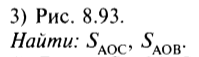 3) Рис. 8.93.
Найти: S_AOC, S_AOB.